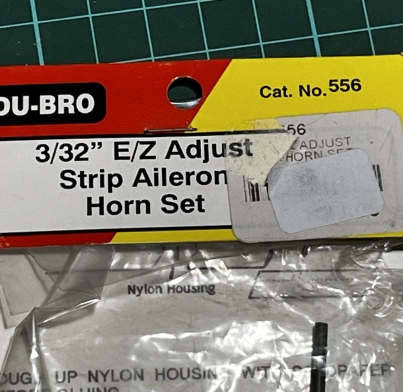 DU-BRO
Cat. No. 556
3/32” E/Z Adjust
Strip Aileron
Horn Set
56
ADJUST
HORN SET
Nylon Housing
UP NYLON HOUSIN